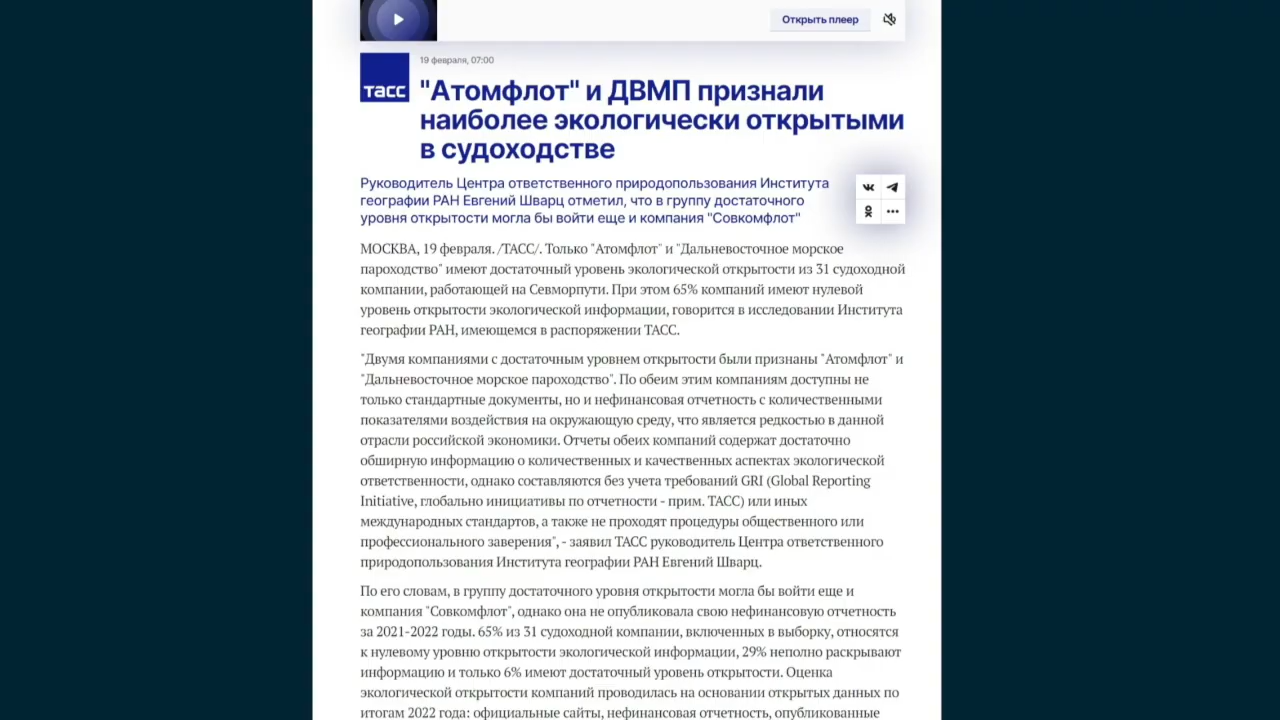 Открыть плеер
19 февраля, 07:00
тасс
"Атомфлот" и ДВМП признали
наиболее экологически открытыми
в судоходстве
Руководитель Центра ответственного природопользования Института
географии РАН Евгений Шварц отметил, что в группу достаточного
уровня открытости могла бы войти еще и компания "Совкомфлот"
МОСКВА, 19 февраля. /ТАСС/. Только "Атомфлот" и "Дальневосточное морское
пароходство" имеют достаточный уровень экологической открытости из 31 судоходной
компании, работающей на Севморпути. При этом 65% компаний имеют нулевой
уровень открытости экологической информации, говорится в исследовании Института
географии РАН, имеющемся в распоряжении ТАСС.
"Двумя компаниями с достаточным уровнем открытости были признаны "Атомфлот" и
"Дальневосточное морское пароходство". По обеим этим компаниям доступны не
только стандартные документы, но и нефинансовая отчетность с количественными
показателями воздействия на окружающую среду, что является редкостью в данной
отрасли российской экономики. Отчеты обеих компаний содержат достаточно
обширную информацию о количественных и качественных аспектах экологической
ответственности, однако составляются без учета требований GRI (Global Reporting
Initiative, глобально инициативы по отчетности - прим. ТАСС) или иных
международных стандартов, а также не проходят процедуры общественного или
профессионального заверения", - заявил ТАСС руководитель Центра ответственного
природопользования Института географии РАН Евгений Шварц.
По его словам, в группу достаточного уровня открытости могла бы войти еще и
компания "Совкомфлот", однако она не опубликовала свою нефинансовую отчетность
за 2021-2022 годы. 65% из 31 судоходной компании, включенных в выборку, относятся
к нулевому уровню открытости экологической информации, 29% неполно раскрывают
информацию и только 6% имеют достаточный уровень открытости. Оценка
экологической открытости компаний проводилась на основании открытых данных по
итогам 2022 года: официальные сайты, нефинансовая отчетность, опубликованные